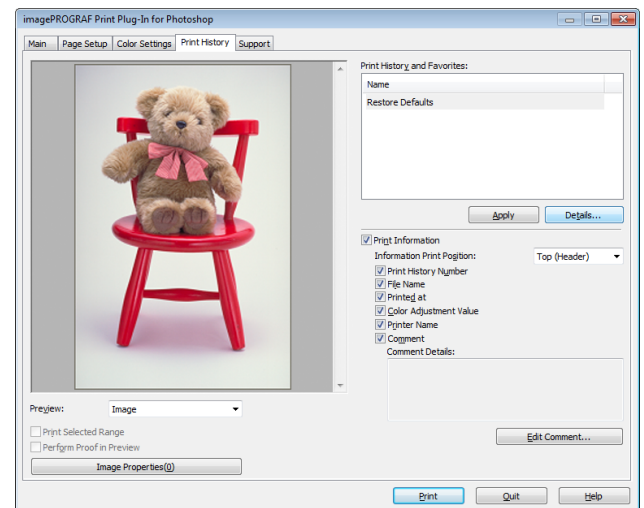 imagePROGRAF Print Plug-In for Photoshop
Main Page Setup Color Settings Print History Support
Print History and Favorites:
Name
Restore Defaults
Apply Details...
Print Information
Information Print Position: Top (Header)
Print History Number
File Name
Printed at
Color Adjustment Value
Printer Name
Comment
Comment Details:
Edit Comment...
Preview: Image
Print Selected Range
Perform Proof in Preview
Image Properties(0)
Print Quit Help